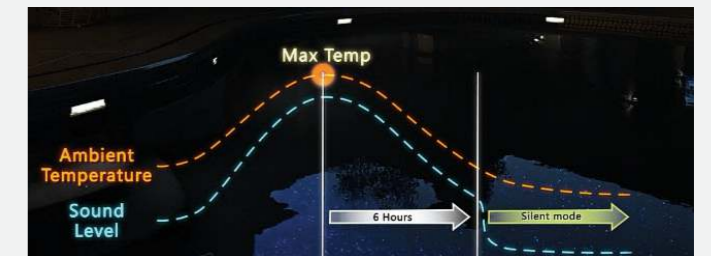 Max Temp
Ambient
Temperature
Sound
Level
6 Hours
Silent mode